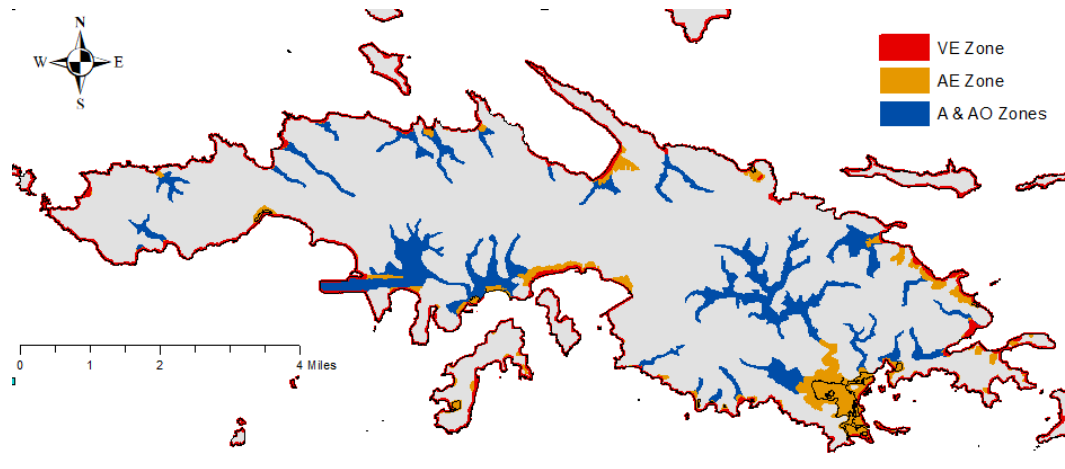 N
W E
S
VE Zone
AE Zone
A & AO Zones
0 1 2 4 Miles